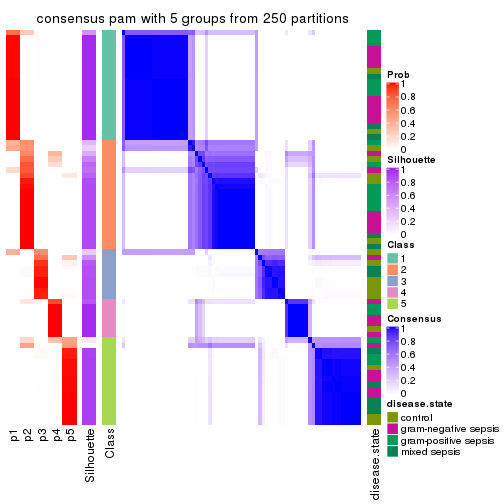 consensus pam with 5 groups from 250 partitions
Prob
1
0.8
0.6
0.4
0.2
0
Silhouette
1
0.8
0.6
0.4
0.2
0
Class
1
2
3
4
5
Consensus
1
0.8
0.6
0.4
0.2
0
disease.state
control
gram-negative sepsis
gram-positive sepsis
mixed sepsis
p1
p2
p3
p4
p5
Silhouette
Class
disease.state